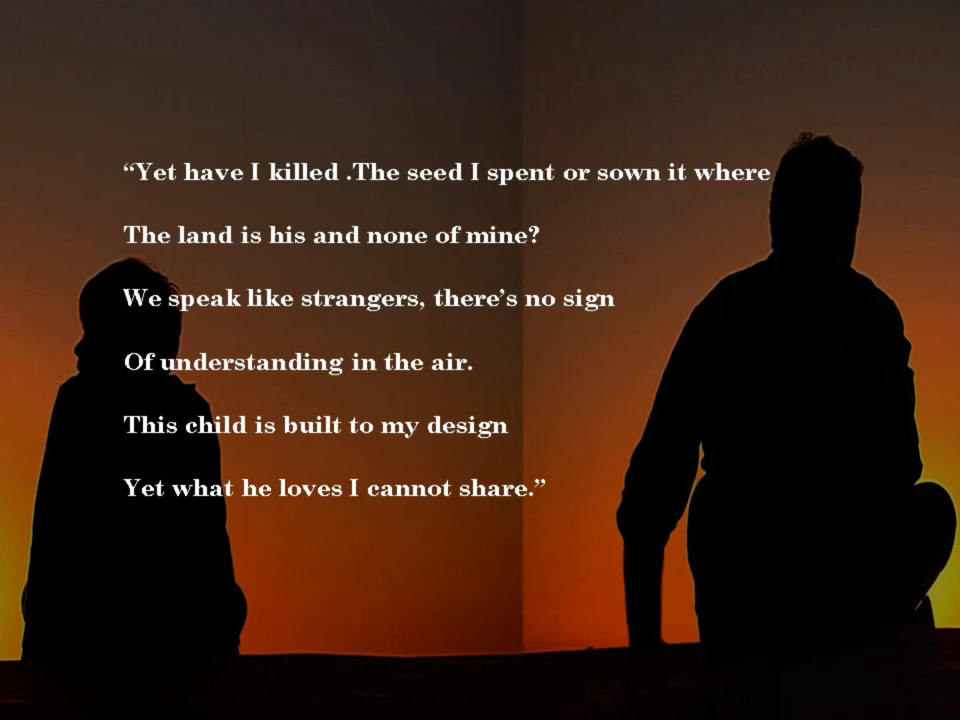 “Yet have I killed .The seed I spent or sown it where
The land is his and none of mine?
We speak like strangers, there’s no sign
Of understanding in the air.
This child is built to my design
Yet what he loves I cannot share.”